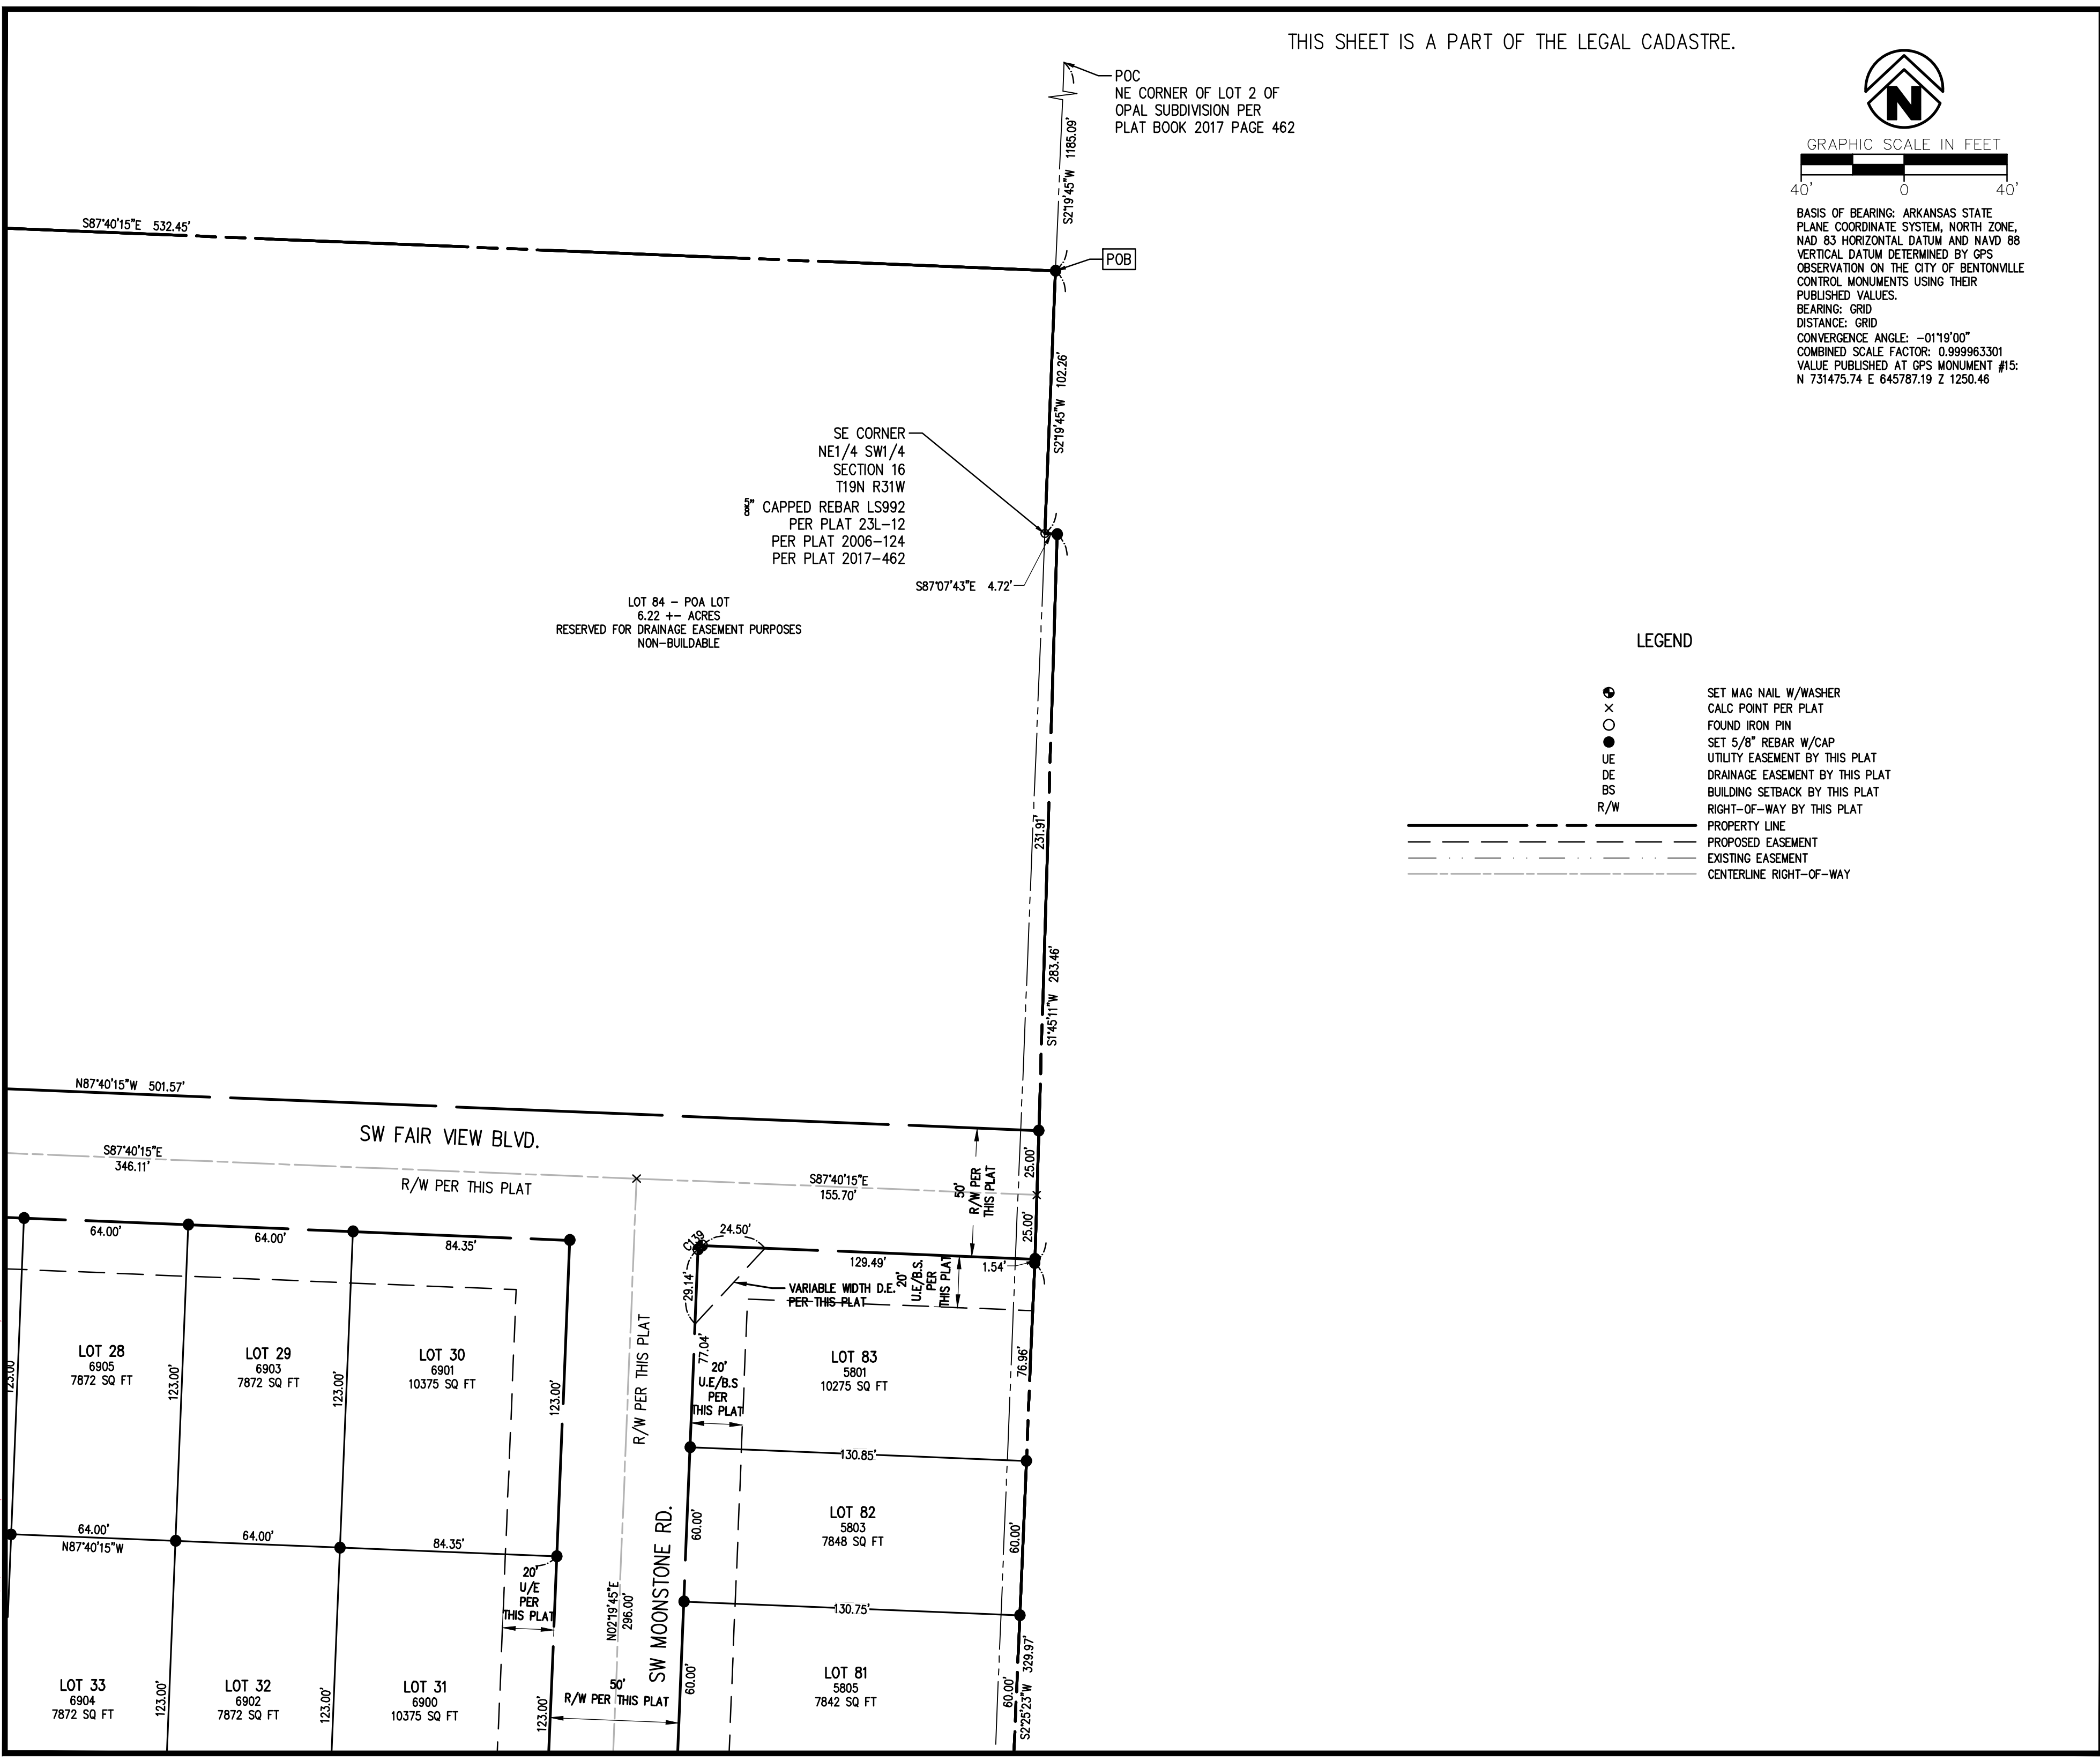 THIS SHEET IS A PART OF THE LEGAL CADASTRE.
POC
NE CORNER OF LOT 2 OF
OPAL SUBDIVISION PER
PLAT BOOK 2017 PAGE 462
N
GRAPHIC SCALE IN FEET
40' 0 40'
BASIS OF BEARING: ARKANSAS STATE
PLANE COORDINATE SYSTEM, NORTH ZONE,
NAD 83 HORIZONTAL DATUM AND NAVD 88
VERTICAL DATUM DETERMINED BY GPS
OBSERVATION ON THE CITY OF BENTONVILLE
CONTROL MONUMENTS USING THEIR
PUBLISHED VALUES.
BEARING: GRID
DISTANCE: GRID
CONVERGENCE ANGLE: -01°19'00"
COMBINED SCALE FACTOR: 0.999963301
VALUE PUBLISHED AT GPS MONUMENT #15:
N 731475.74 E 645787.19 Z 1250.46
S2°19'45"W 1185.09'
S87°40'15"E 532.45'
POB
S2°19'45"W 102.26'
SE CORNER
NE1/4 SW1/4
SECTION 16
T19N R31W
5/8" CAPPED REBAR LS992
PER PLAT 23L-12
PER PLAT 2006-124
PER PLAT 2017-462
S87°07'43"E 4.72'
LOT 84 - POA LOT
6.22 +- ACRES
RESERVED FOR DRAINAGE EASEMENT PURPOSES
NON-BUILDABLE
LEGEND
SET MAG NAIL W/WASHER
CALC POINT PER PLAT
FOUND IRON PIN
SET 5/8" REBAR W/CAP
UE UTILITY EASEMENT BY THIS PLAT
DE DRAINAGE EASEMENT BY THIS PLAT
BS BUILDING SETBACK BY THIS PLAT
R/W RIGHT-OF-WAY BY THIS PLAT
PROPERTY LINE
PROPOSED EASEMENT
EXISTING EASEMENT
CENTERLINE RIGHT-OF-WAY
231.91'
S1°45'11"W 283.46'
N87°40'15"W 501.57'
SW FAIR VIEW BLVD.
S87°40'15"E
346.11'
R/W PER THIS PLAT
S87°40'15"E
155.70'
50'
R/W PER
THIS PLAT
25.00'
25.00'
64.00'
64.00'
84.35'
C139
24.50'
129.49'
1.54'
29.14'
VARIABLE WIDTH D.E.
PER THIS PLAT
20'
U.E/B.S.
PER
THIS PLAT
77.04'
20'
U.E/B.S
PER
THIS PLAT
R/W PER THIS PLAT
LOT 28
6905
7872 SQ FT
LOT 29
6903
7872 SQ FT
LOT 30
6901
10375 SQ FT
LOT 83
5801
10275 SQ FT
76.96'
123.00'
123.00'
123.00'
123.00'
130.85'
64.00'
N87°40'15"W
64.00'
84.35'
LOT 82
5803
7848 SQ FT
60.00'
60.00'
20'
U/E
PER
THIS PLAT
N02°19'45"E
296.00'
SW MOONSTONE RD.
130.75'
LOT 33
6904
7872 SQ FT
LOT 32
6902
7872 SQ FT
LOT 31
6900
10375 SQ FT
LOT 81
5805
7842 SQ FT
123.00'
123.00'
123.00'
50'
R/W PER THIS PLAT
60.00'
60.00'
S2°25'23"W 329.97'